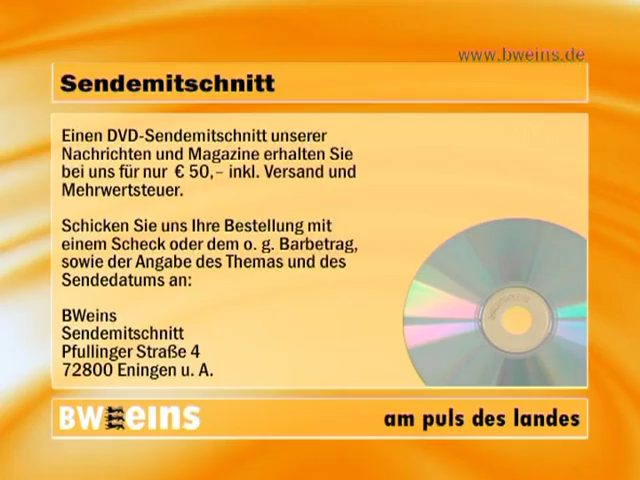 www.bweins.de
Sendemitschnitt
Einen DVD-Sendemitschnitt unserer
Nachrichten und Magazine erhalten Sie
bei uns für nur € 50,– inkl. Versand und
Mehrwertsteuer.
Schicken Sie uns Ihre Bestellung mit
einem Scheck oder dem o. g. Barbetrag,
sowie der Angabe des Themas und des
Sendedatums an:
BWeins
Sendemitschnitt
Pfullinger Straße 4
72800 Eningen u. A.
BW eins
am puls des landes